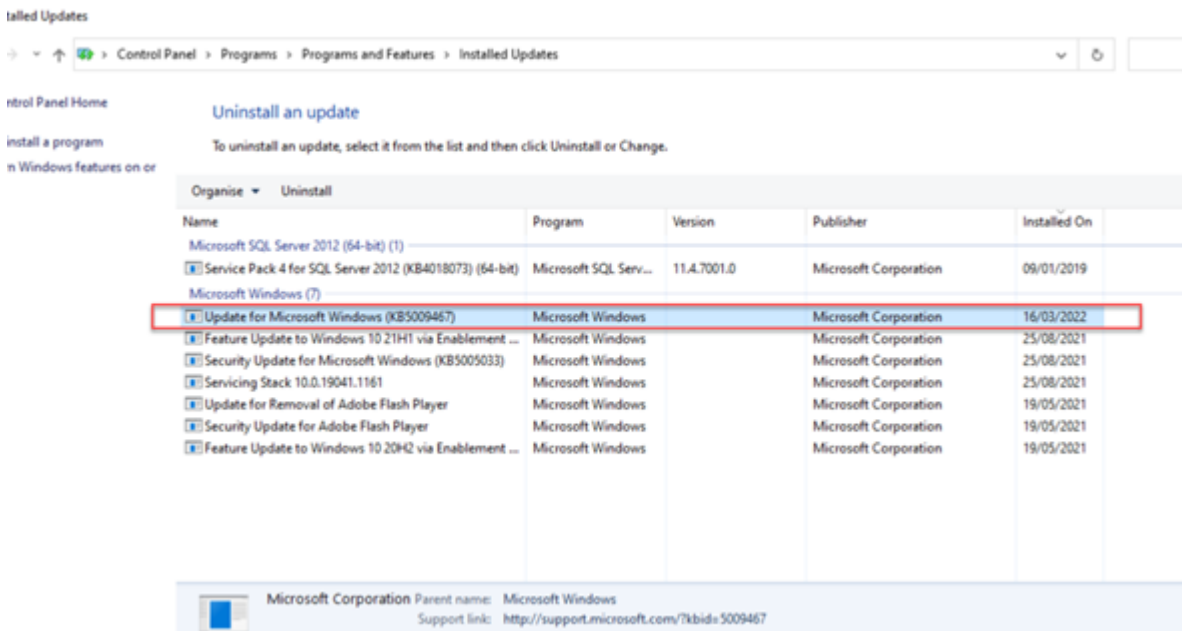 talled Updates
Control Panel > Programs > Programs and Features > Installed Updates
ntrol Panel Home
install a program
n Windows features on or
Uninstall an update
To uninstall an update, select it from the list and then click Uninstall or Change.
Organise Uninstall
Name Program Version Publisher Installed On
Microsoft SQL Server 2012 (64-bit) (1)
Service Pack 4 for SQL Server 2012 (KB4018073) (64-bit) Microsoft SQL Serv... 11.4.7001.0 Microsoft Corporation 09/01/2019
Microsoft Windows (7)
Update for Microsoft Windows (KB5009467) Microsoft Windows Microsoft Corporation 16/03/2022
Feature Update to Windows 10 21H1 via Enablement ... Microsoft Windows Microsoft Corporation 25/08/2021
Security Update for Microsoft Windows (KB5005033) Microsoft Windows Microsoft Corporation 25/08/2021
Servicing Stack 10.0.19041.1161 Microsoft Windows Microsoft Corporation 25/08/2021
Update for Removal of Adobe Flash Player Microsoft Windows Microsoft Corporation 19/05/2021
Security Update for Adobe Flash Player Microsoft Windows Microsoft Corporation 19/05/2021
Feature Update to Windows 10 20H2 via Enablement ... Microsoft Windows Microsoft Corporation 19/05/2021
Microsoft Corporation Parent name: Microsoft Windows
Support link: http://support.microsoft.com/?kbid=5009467